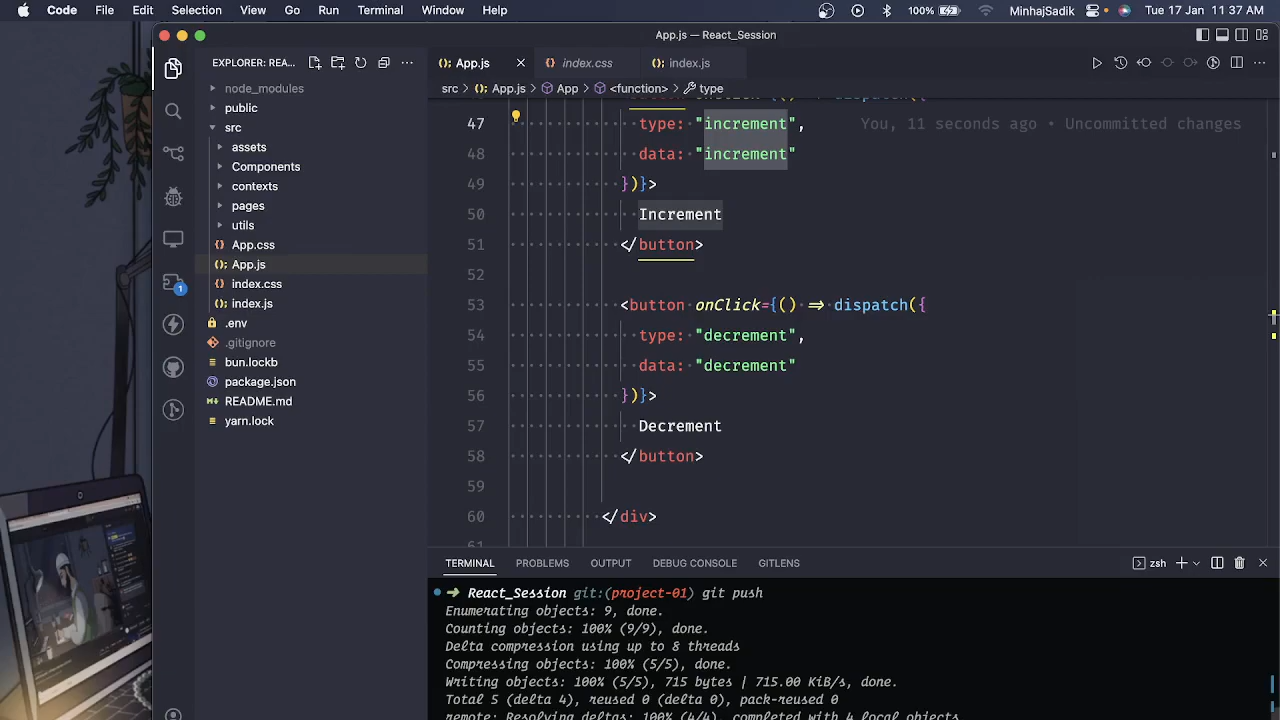 Code File Edit Selection View Go Run Terminal Window Help 100% MinhajSadik Tue 17 Jan 11:37 AM
App.js — React_Session
EXPLORER: REA...
App.js
index.css
index.js
src > App.js > App > <function> > type
node_modules
public
src
assets
Components
contexts
pages
utils
App.css
App.js
index.css
index.js
.env
.gitignore
bun.lockb
package.json
README.md
yarn.lock
1
47 type: "increment", You, 11 seconds ago • Uncommitted changes
48 data: "increment"
49 })}>
50 Increment
51 </button>
52
53 <button onClick={() => dispatch({
54 type: "decrement",
55 data: "decrement"
56 })}>
57 Decrement
58 </button>
59
60 </div>
TERMINAL PROBLEMS OUTPUT DEBUG CONSOLE GITLENS zsh
➜ React_Session git:(project-01) git push
Enumerating objects: 9, done.
Counting objects: 100% (9/9), done.
Delta compression using up to 8 threads
Compressing objects: 100% (5/5), done.
Writing objects: 100% (5/5), 715 bytes | 715.00 KiB/s, done.
Total 5 (delta 4), reused 0 (delta 0), pack-reused 0
remote: Resolving deltas: 100% (4/4), completed with 4 local objects